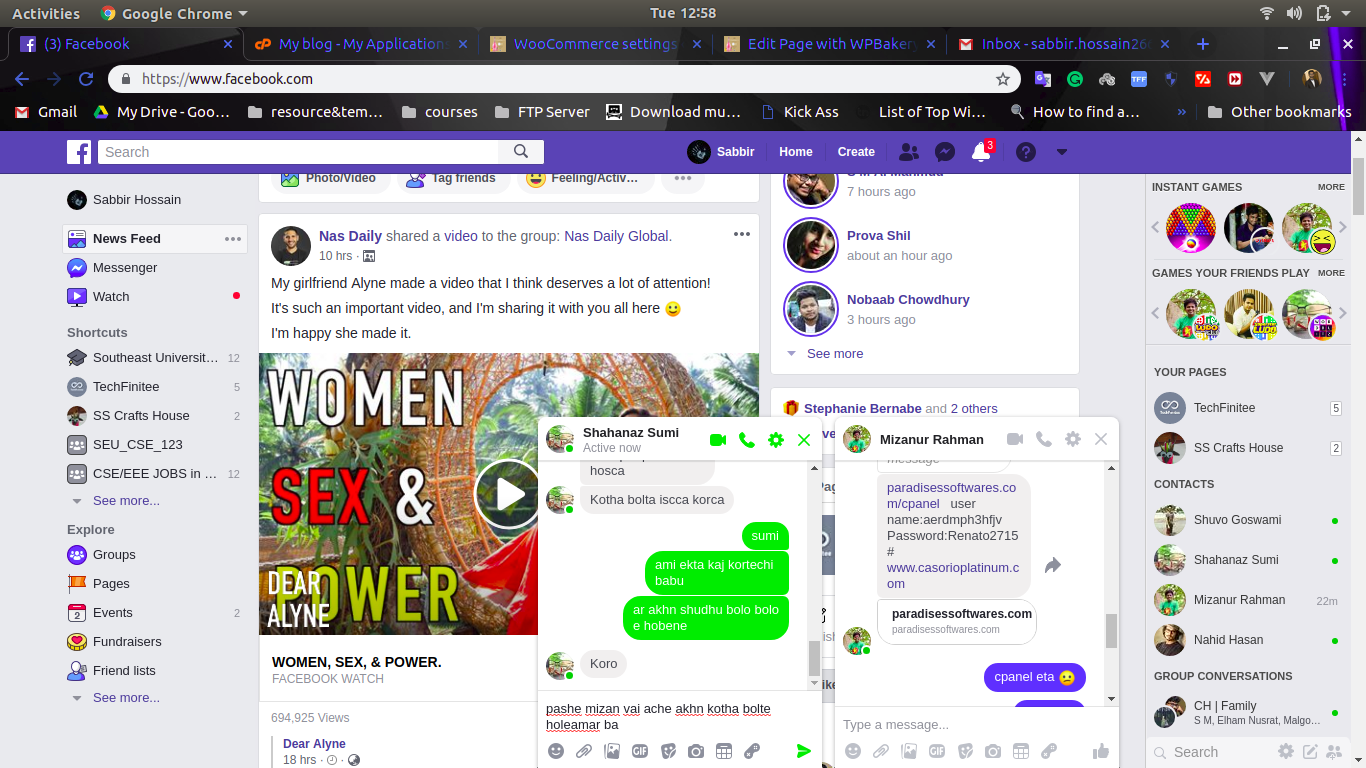 Activities
Google Chrome
Tue 12:58
(3) Facebook
My blog - My Application
WooCommerce settings
Edit Page with WPBaker
Inbox - sabbir.hossain26
https://www.facebook.com
Gmail
My Drive - Goo…
resource&tem…
courses
FTP Server
Download mu…
Kick Ass
List of Top Wi…
How to find a…
»
Other bookmarks
Search
Sabbir
Home
Create
3
Sabbir Hossain
News Feed
Messenger
Watch
Shortcuts
Southeast Universit… 12
TechFinitee 5
SS Crafts House 2
SEU_CSE_123
CSE/EEE JOBS in … 12
See more...
Explore
Groups
Pages
Events 2
Fundraisers
Friend lists
See more...
Photo/Video
Tag friends
Feeling/Activ…
Nas Daily shared a video to the group: Nas Daily Global.
10 hrs ·
My girlfriend Alyne made a video that I think deserves a lot of attention!
It's such an important video, and I'm sharing it with you all here 🙂
I'm happy she made it.
WOMEN
SEX &
POWER
DEAR
ALYNE
WOMEN, SEX, & POWER.
FACEBOOK WATCH
694,925 Views
Dear Alyne
18 hrs ·
7 hours ago
Prova Shil
about an hour ago
Nobaab Chowdhury
3 hours ago
See more
Stephanie Bernabe and 2 others
Shahanaz Sumi
Active now
hosca
Kotha bolta iscca korca
sumi
ami ekta kaj kortechi
babu
ar akhn shudhu bolo bolo
e hobene
Koro
pashe mizan vai ache akhn kotha bolte
holeamar ba
GIF
Mizanur Rahman
message
paradisessoftwares.co
m/cpanel user
name:aerdmph3hfjv
Password:Renato2715
#
www.casorioplatinum.c
om
paradisessoftwares.com
paradisessoftwares.com
cpanel eta 😕
Type a message...
GIF
INSTANT GAMES MORE
GAMES YOUR FRIENDS PLAY MORE
YOUR PAGES
TechFinitee 5
SS Crafts House 2
CONTACTS
Shuvo Goswami
Shahanaz Sumi
Mizanur Rahman 22m
Nahid Hasan
GROUP CONVERSATIONS
CH | Family
S M, Elham Nusrat, Malgo…
Search